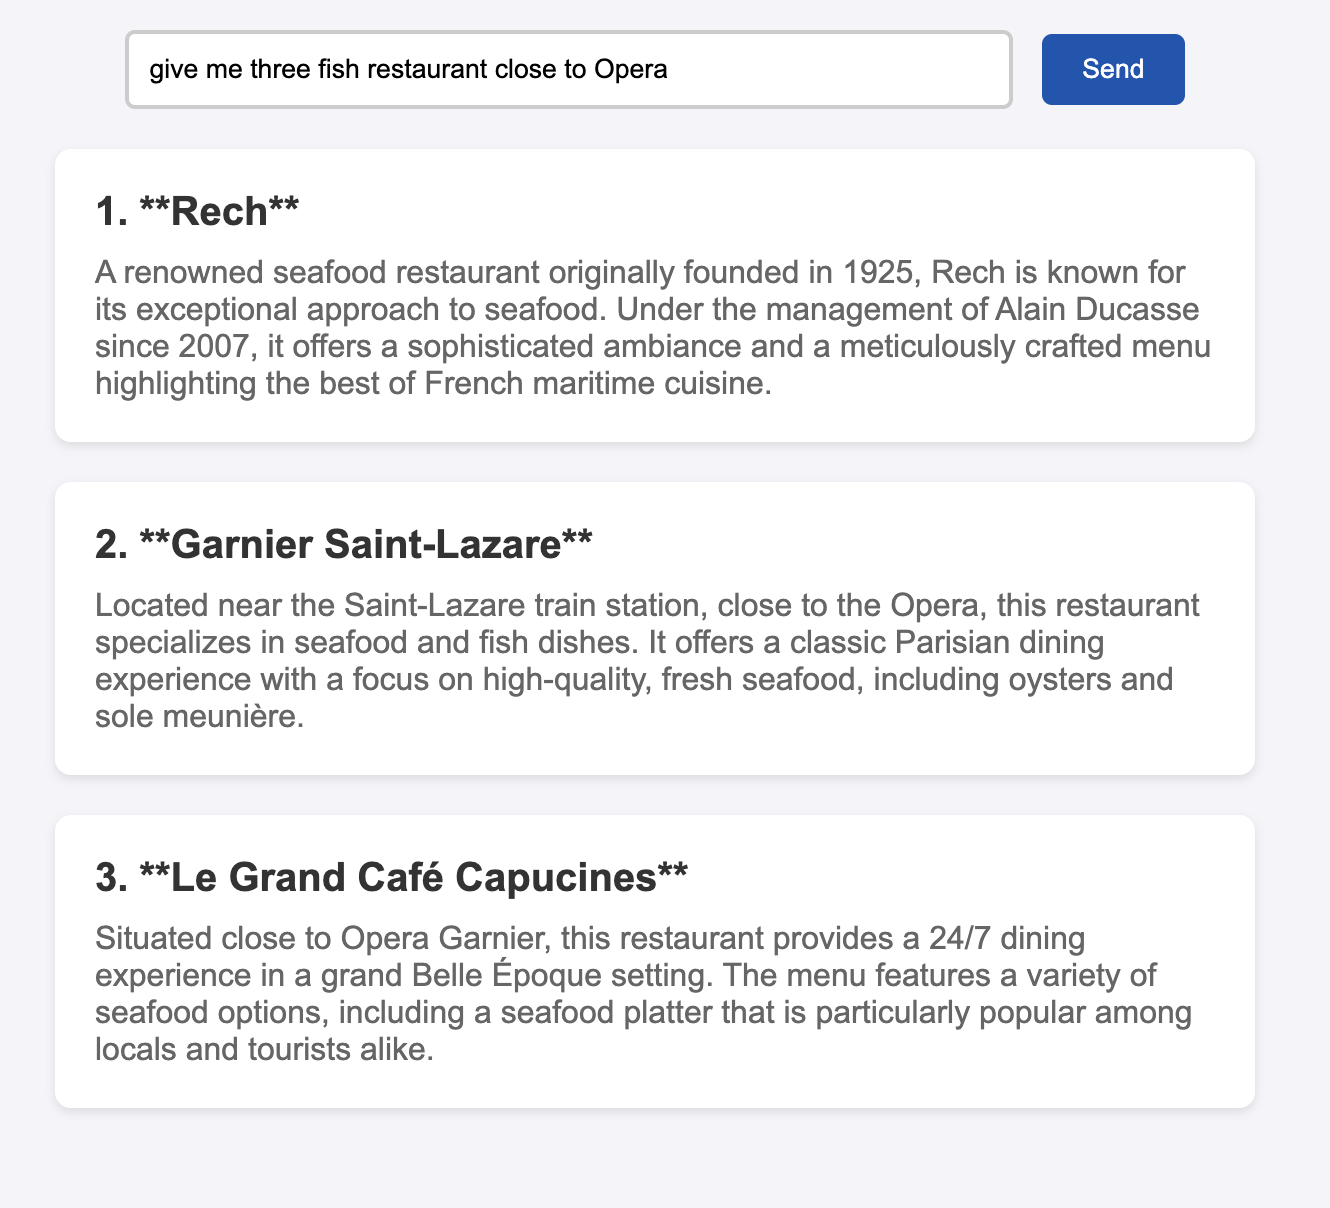 give me three fish restaurant close to Opera
Send
1. **Rech**
A renowned seafood restaurant originally founded in 1925, Rech is known for
its exceptional approach to seafood. Under the management of Alain Ducasse
since 2007, it offers a sophisticated ambiance and a meticulously crafted menu
highlighting the best of French maritime cuisine.
2. **Garnier Saint-Lazare**
Located near the Saint-Lazare train station, close to the Opera, this restaurant
specializes in seafood and fish dishes. It offers a classic Parisian dining
experience with a focus on high-quality, fresh seafood, including oysters and
sole meunière.
3. **Le Grand Café Capucines**
Situated close to Opera Garnier, this restaurant provides a 24/7 dining
experience in a grand Belle Époque setting. The menu features a variety of
seafood options, including a seafood platter that is particularly popular among
locals and tourists alike.